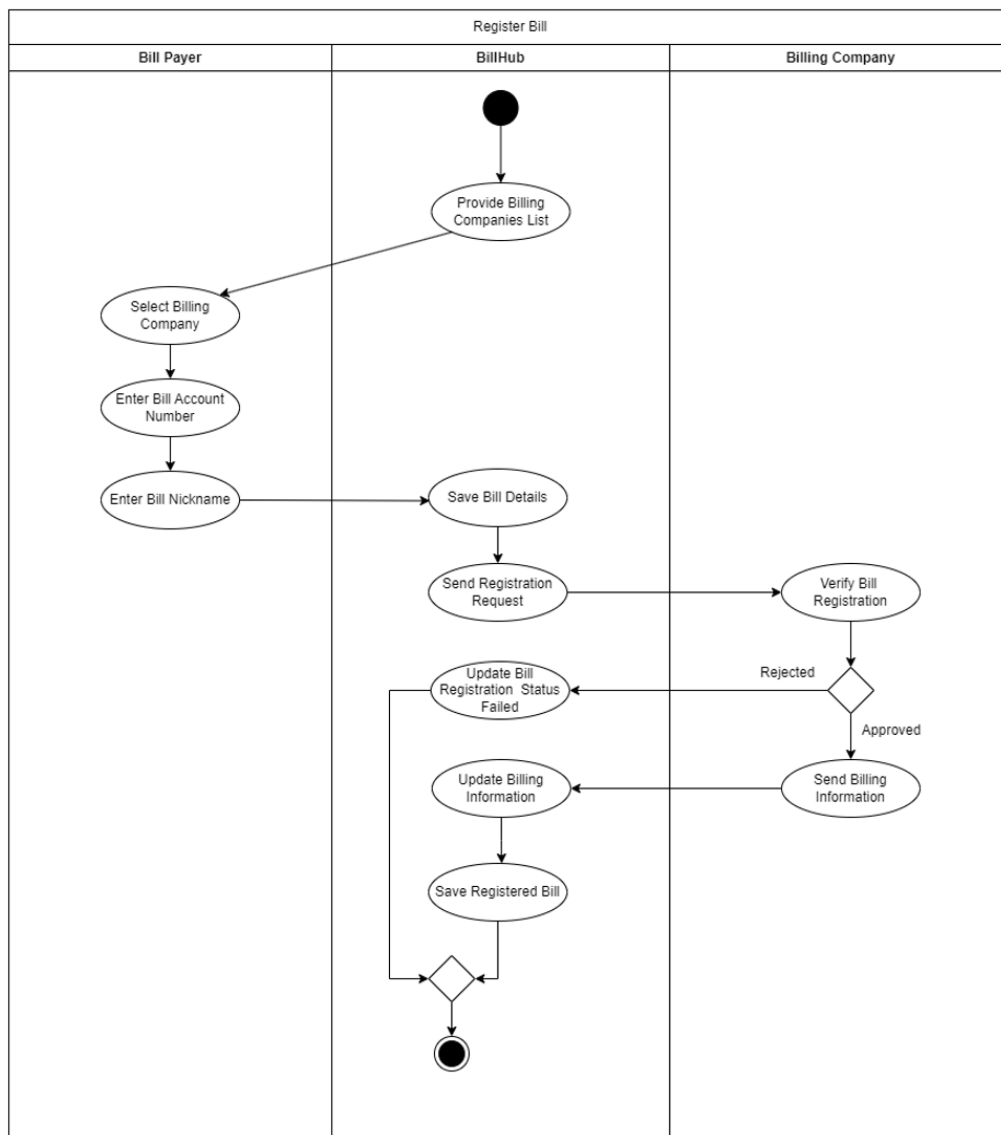 Register Bill
Bill Payer
BillHub
Billing Company
Provide Billing
Companies List
Select Billing
Company
Enter Bill Account
Number
Enter Bill Nickname
Save Bill Details
Send Registration
Request
Verify Bill
Registration
Rejected
Update Bill
Registration Status
Failed
Approved
Update Billing
Information
Send Billing
Information
Save Registered Bill